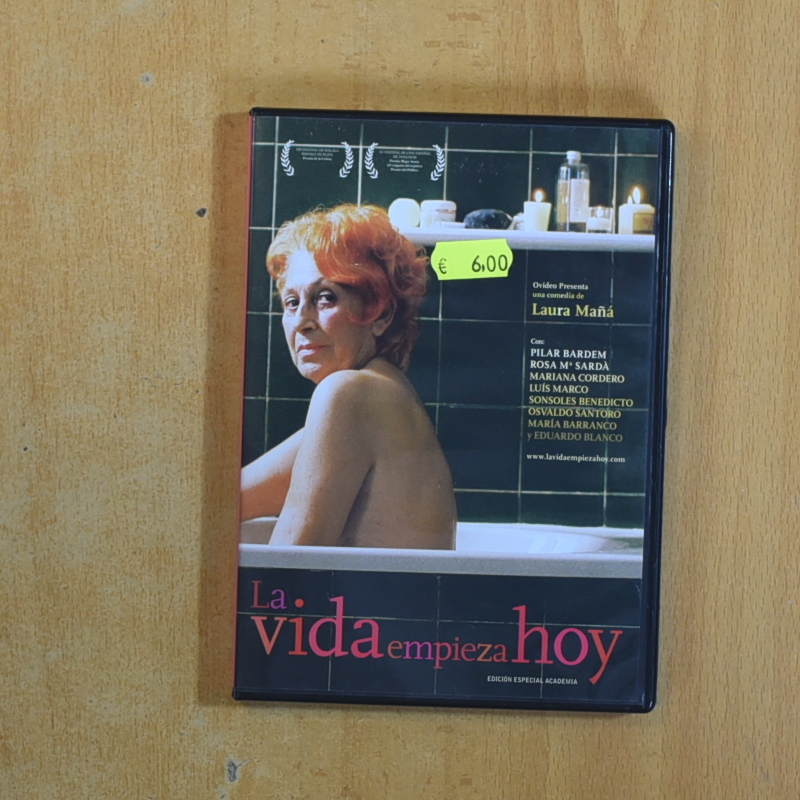 € 6,00
Ovideo Presenta
una comedia de
Laura Mañá
Con:
PILAR BARDEM
ROSA Mª SARDÀ
MARIANA CORDERO
LUÍS MARCO
SONSOLES BENEDICTO
OSVALDO SANTORO
MARÍA BARRANCO
y EDUARDO BLANCO
www.lavidaempiezahoy.com
La
vida empieza hoy
EDICIÓN ESPECIAL ACADEMIA